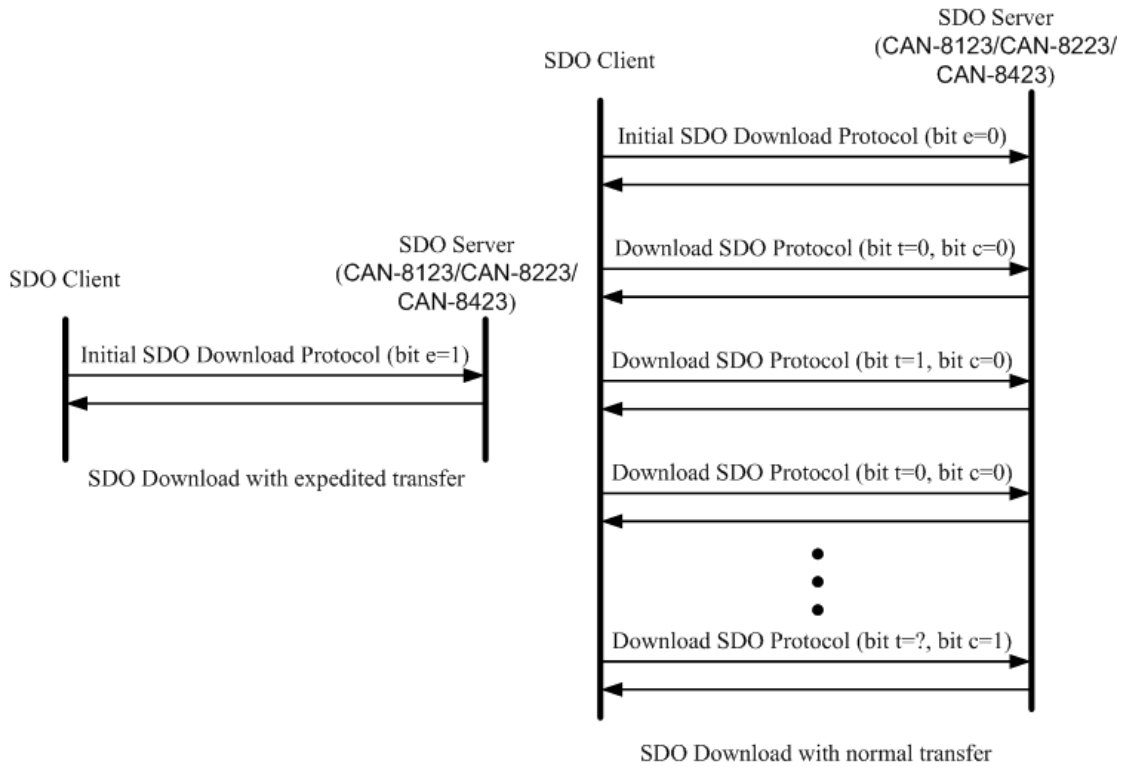 SDO Client
SDO Server
(CAN-8123/CAN-8223/
CAN-8423)
Initial SDO Download Protocol (bit e=1)
SDO Download with expedited transfer
SDO Client
SDO Server
(CAN-8123/CAN-8223/
CAN-8423)
Initial SDO Download Protocol (bit e=0)
Download SDO Protocol (bit t=0, bit c=0)
Download SDO Protocol (bit t=1, bit c=0)
Download SDO Protocol (bit t=0, bit c=0)
Download SDO Protocol (bit t=?, bit c=1)
SDO Download with normal transfer